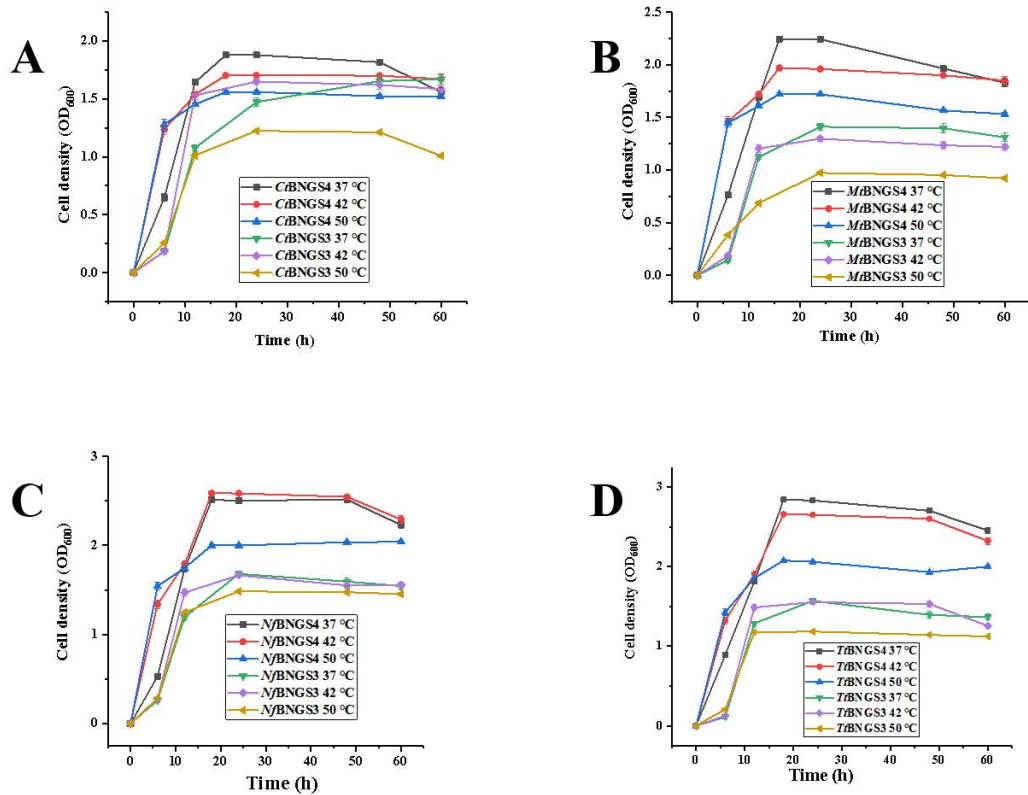 A
Cell density (OD600)
2.0
1.5
1.0
0.5
0.0
CtBNGS4 37 °C
CtBNGS4 42 °C
CtBNGS4 50 °C
CtBNGS3 37 °C
CtBNGS3 42 °C
CtBNGS3 50 °C
0 10 20 30 40 50 60
Time (h)
B
Cell density (OD600)
2.5
2.0
1.5
1.0
0.5
0.0
MtBNGS4 37 °C
MtBNGS4 42 °C
MtBNGS4 50 °C
MtBNGS3 37 °C
MtBNGS3 42 °C
MtBNGS3 50 °C
0 10 20 30 40 50 60
Time (h)
C
Cell density (OD600)
3
2
1
0
NfBNGS4 37 °C
NfBNGS4 42 °C
NfBNGS4 50 °C
NfBNGS3 37 °C
NfBNGS3 42 °C
NfBNGS3 50 °C
0 10 20 30 40 50 60
Time (h)
D
Cell density (OD600)
3
2
1
0
TtBNGS4 37 °C
TtBNGS4 42 °C
TtBNGS4 50 °C
TtBNGS3 37 °C
TtBNGS3 42 °C
TtBNGS3 50 °C
0 10 20 30 40 50 60
Time (h)